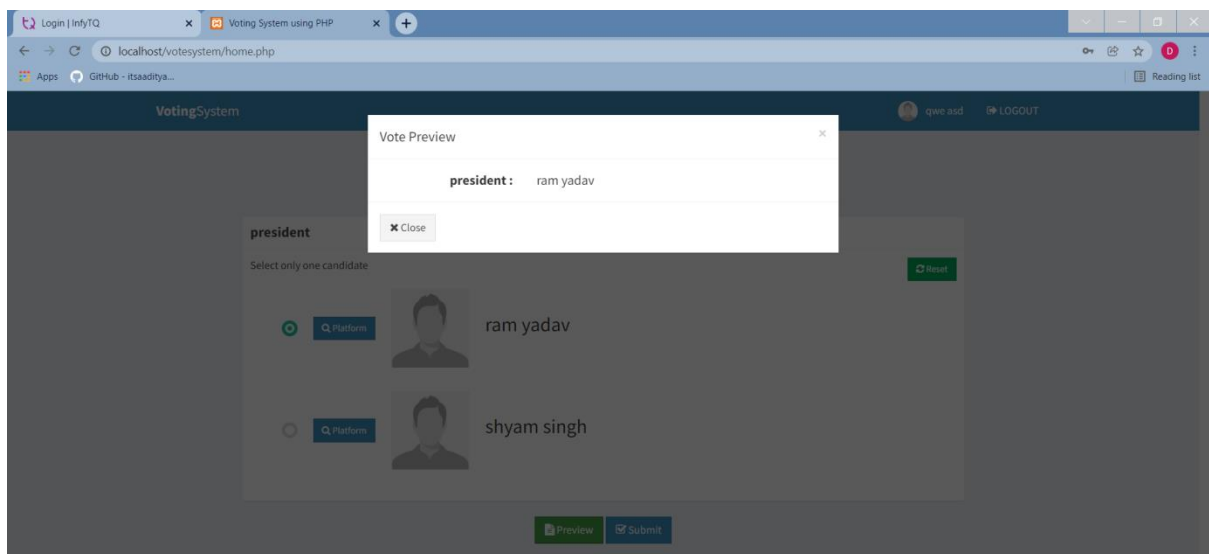 Login | InfyTQ
Voting System using PHP
localhost/votesystem/home.php
D
Apps GitHub - itsaaditya...
Reading list
VotingSystem
qwe asd LOGOUT
Vote Preview
president : ram yadav
Close
president
Select only one candidate
Reset
Platform ram yadav
Platform shyam singh
Preview Submit